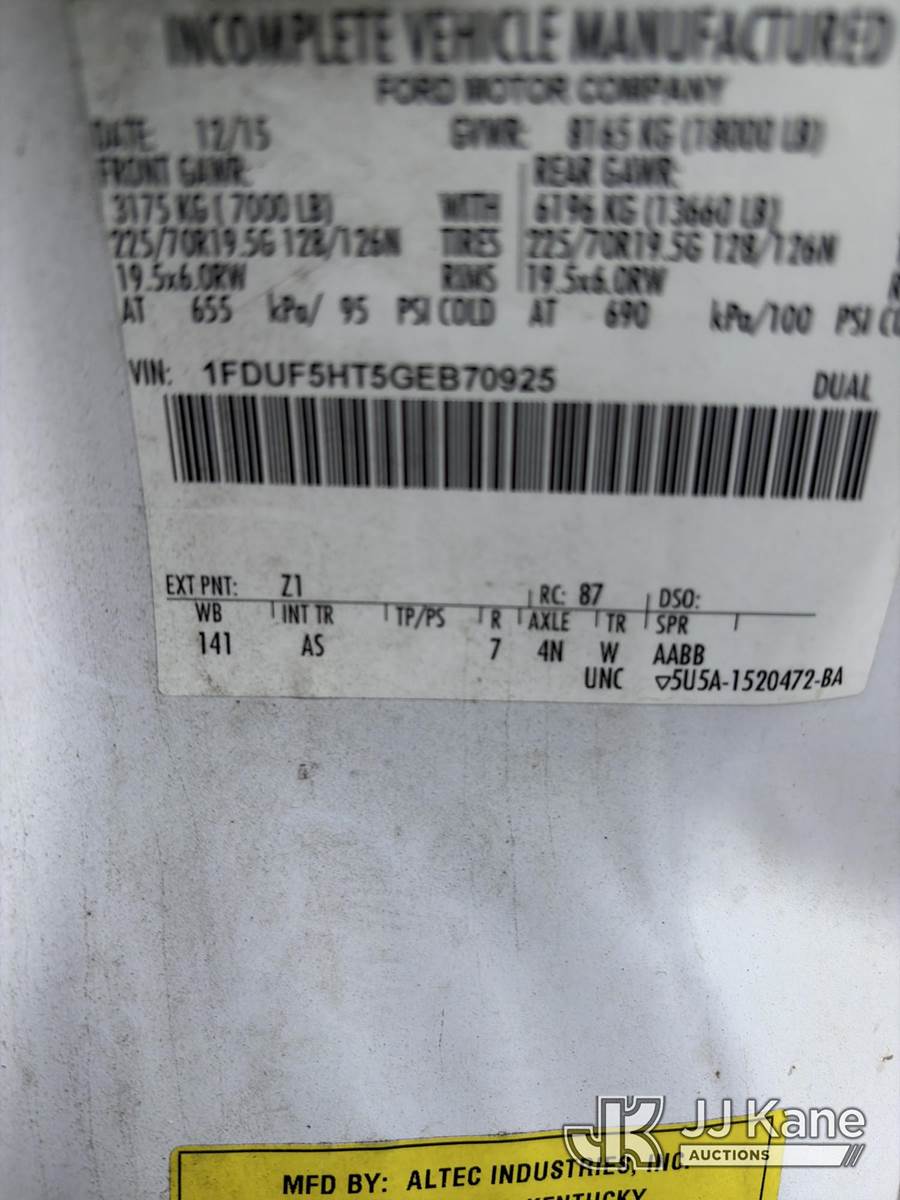 INCOMPLETE VEHICLE MANUFACTURED
FORD MOTOR COMPANY
DATE: 12/15 GVWR: 8165 KG (18000 LB)
FRONT GAWR: REAR GAWR:
3175 KG ( 7000 LB) WITH 6196 KG (13660 LB)
225/70R19.5G 128/126N TIRES 225/70R19.5G 128/126N
19.5x6.0RW RIMS 19.5x6.0RW
AT 655 kPa/ 95 PSI COLD AT 690 kPa/100 PSI
VIN: 1FDUF5HT5GEB70925 DUAL
EXT PNT: Z1 RC: 87 DSO:
WB INT TR TP/PS R AXLE TR SPR
141 AS 7 4N W AABB
UNC ▽5U5A-1520472-BA
MFD BY: ALTEC INDUSTRIES, INC.
KENTUCKY
JK JJ Kane
AUCTIONS